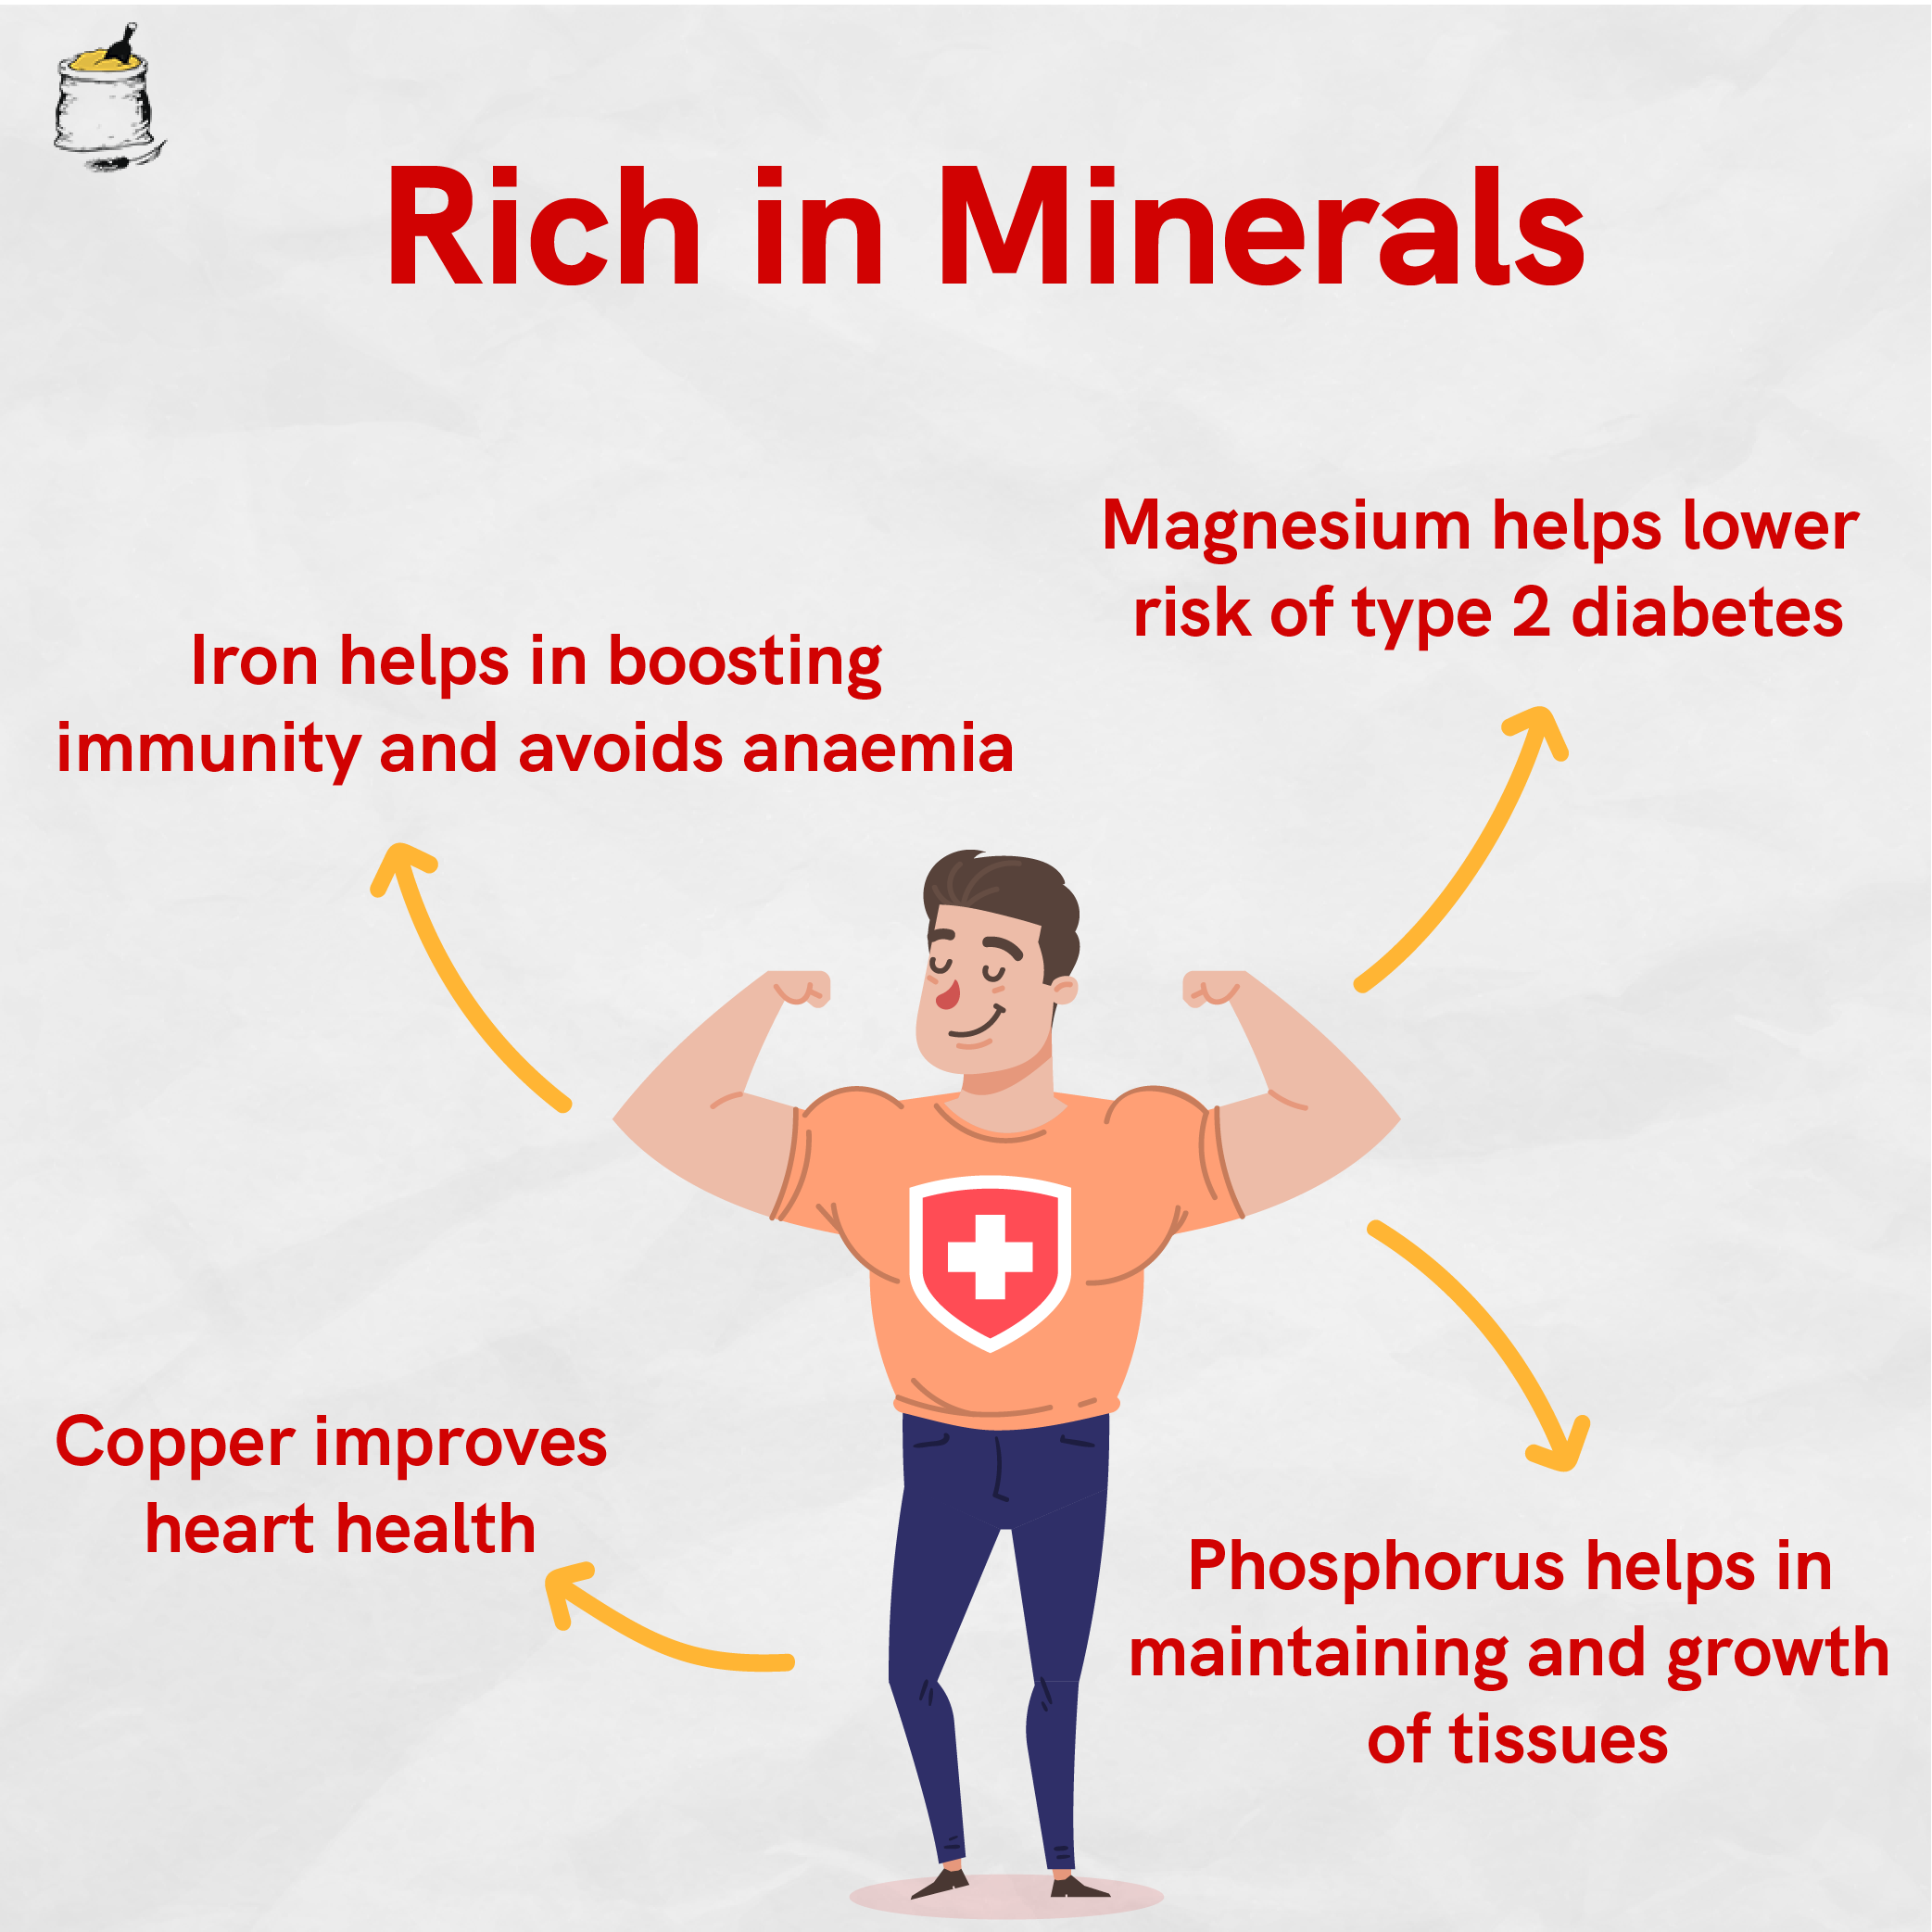 Rich in Minerals
Magnesium helps lower
risk of type 2 diabetes
Iron helps in boosting
immunity and avoids anaemia
Copper improves
heart health
Phosphorus helps in
maintaining and growth
of tissues